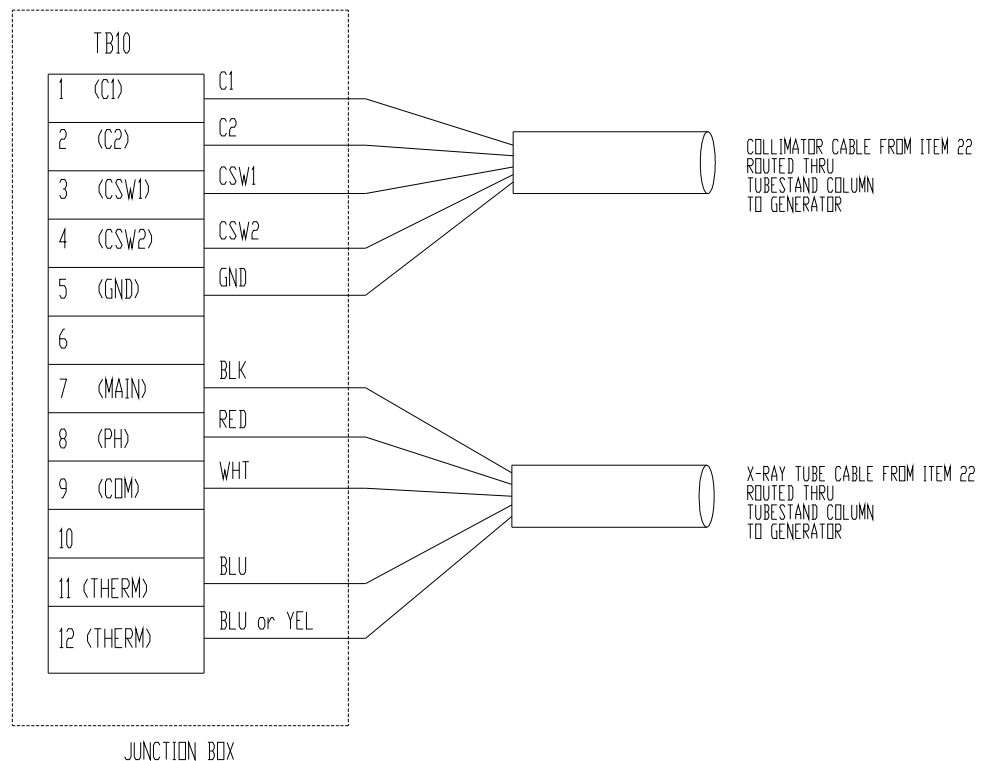 TB10
1 (C1)
C1
2 (C2)
C2
3 (CSW1)
CSW1
4 (CSW2)
CSW2
5 (GND)
GND
6
7 (MAIN)
BLK
8 (PH)
RED
9 (COM)
WHT
10
11 (THERM)
BLU
12 (THERM)
BLU or YEL
JUNCTION BOX
COLLIMATOR CABLE FROM ITEM 22
ROUTED THRU
TUBESTAND COLUMN
TO GENERATOR
X-RAY TUBE CABLE FROM ITEM 22
ROUTED THRU
TUBESTAND COLUMN
TO GENERATOR